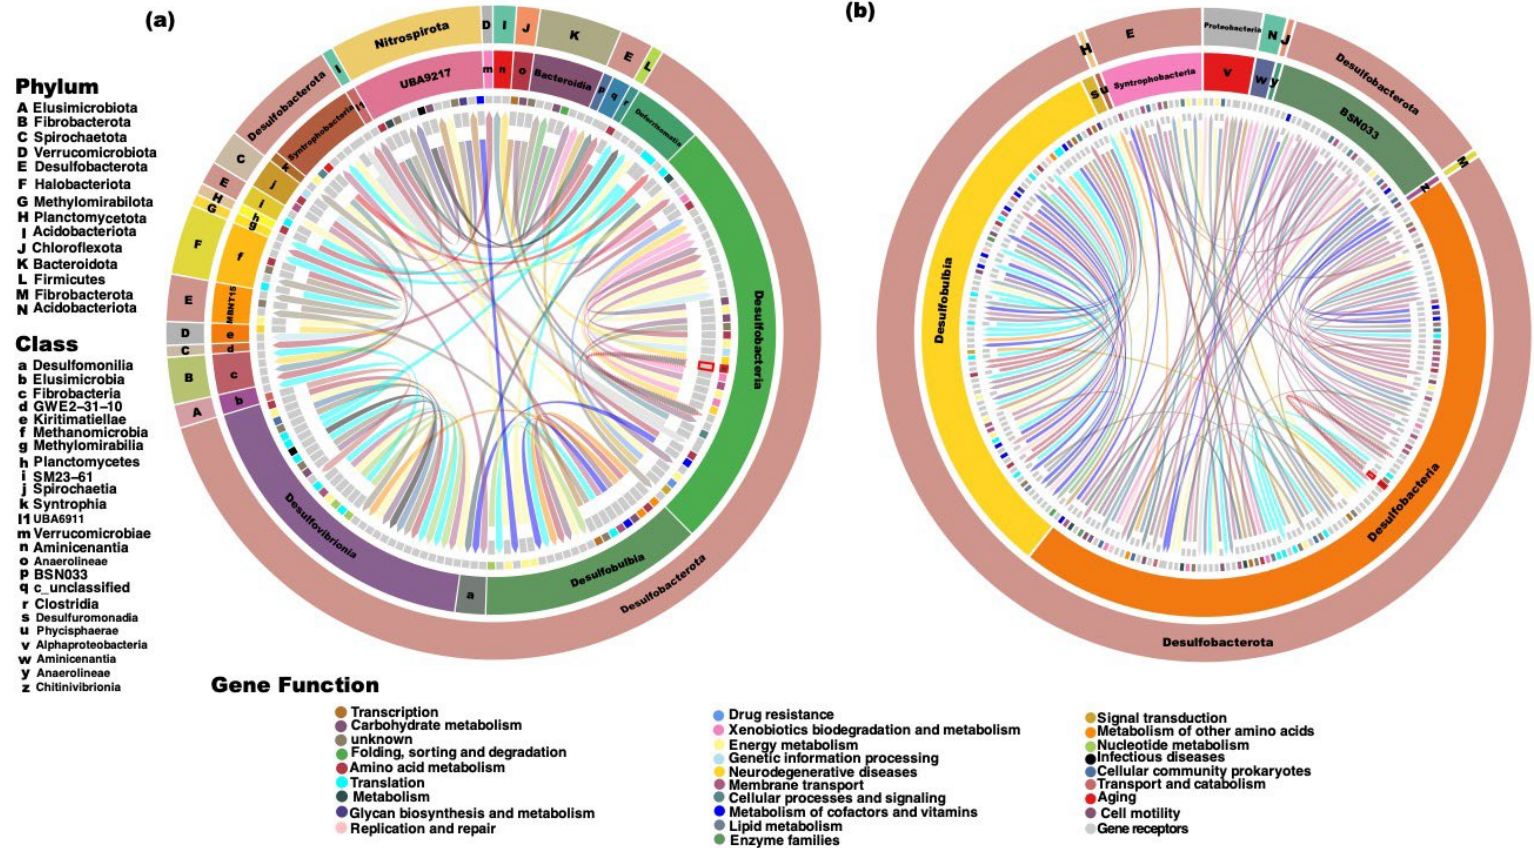 (a)
(b)
Phylum
A Elusimicrobiota
B Fibrobacterota
C Spirochaetota
D Verrucomicrobiota
E Desulfobacterota
F Halobacteriota
G Methylomirabilota
H Planctomycetota
I Acidobacteriota
J Chloroflexota
K Bacteroidota
L Firmicutes
M Fibrobacterota
N Acidobacteriota
Class
a Desulfomonilia
b Elusimicrobia
c Fibrobacteria
d GWE2-31-10
e Kiritimatiellae
f Methanomicrobia
g Methylomirabilia
h Planctomycetes
i SM23-61
j Spirochaetia
k Syntrophia
l1 UBA6911
m Verrucomicrobiae
n Aminicenantia
o Anaerolineae
p BSN033
q c_unclassified
r Clostridia
s Desulfuromonadia
u Phycisphaerae
v Alphaproteobacteria
w Aminicenantia
y Anaerolineae
z Chitinivibrionia
Nitrospirota
D
I
J
K
E
L
Desulfobacterota
A
B
C
D
E
F
G
H
E
C
Desulfobacterota
I
UBA9217
m
n
o
Bacteroidia
p
q
r
Deferrisomatia
Desulfobacteria
Desulfobulbia
a
Desulfovibrionia
b
c
d
e
MBNT15
f
g
h
i
j
k
Syntrophobacteria
l1
H
E
Proteobacteria
N
J
Desulfobacterota
M
Desulfobacterota
s
u
Syntrophobacteria
v
w
y
BSN033
z
Desulfobacteria
Desulfobulbia
Gene Function
Transcription
Carbohydrate metabolism
unknown
Folding, sorting and degradation
Amino acid metabolism
Translation
Metabolism
Glycan biosynthesis and metabolism
Replication and repair
Drug resistance
Xenobiotics biodegradation and metabolism
Energy metabolism
Genetic information processing
Neurodegenerative diseases
Membrane transport
Cellular processes and signaling
Metabolism of cofactors and vitamins
Lipid metabolism
Enzyme families
Signal transduction
Metabolism of other amino acids
Nucleotide metabolism
Infectious diseases
Cellular community prokaryotes
Transport and catabolism
Aging
Cell motility
Gene receptors